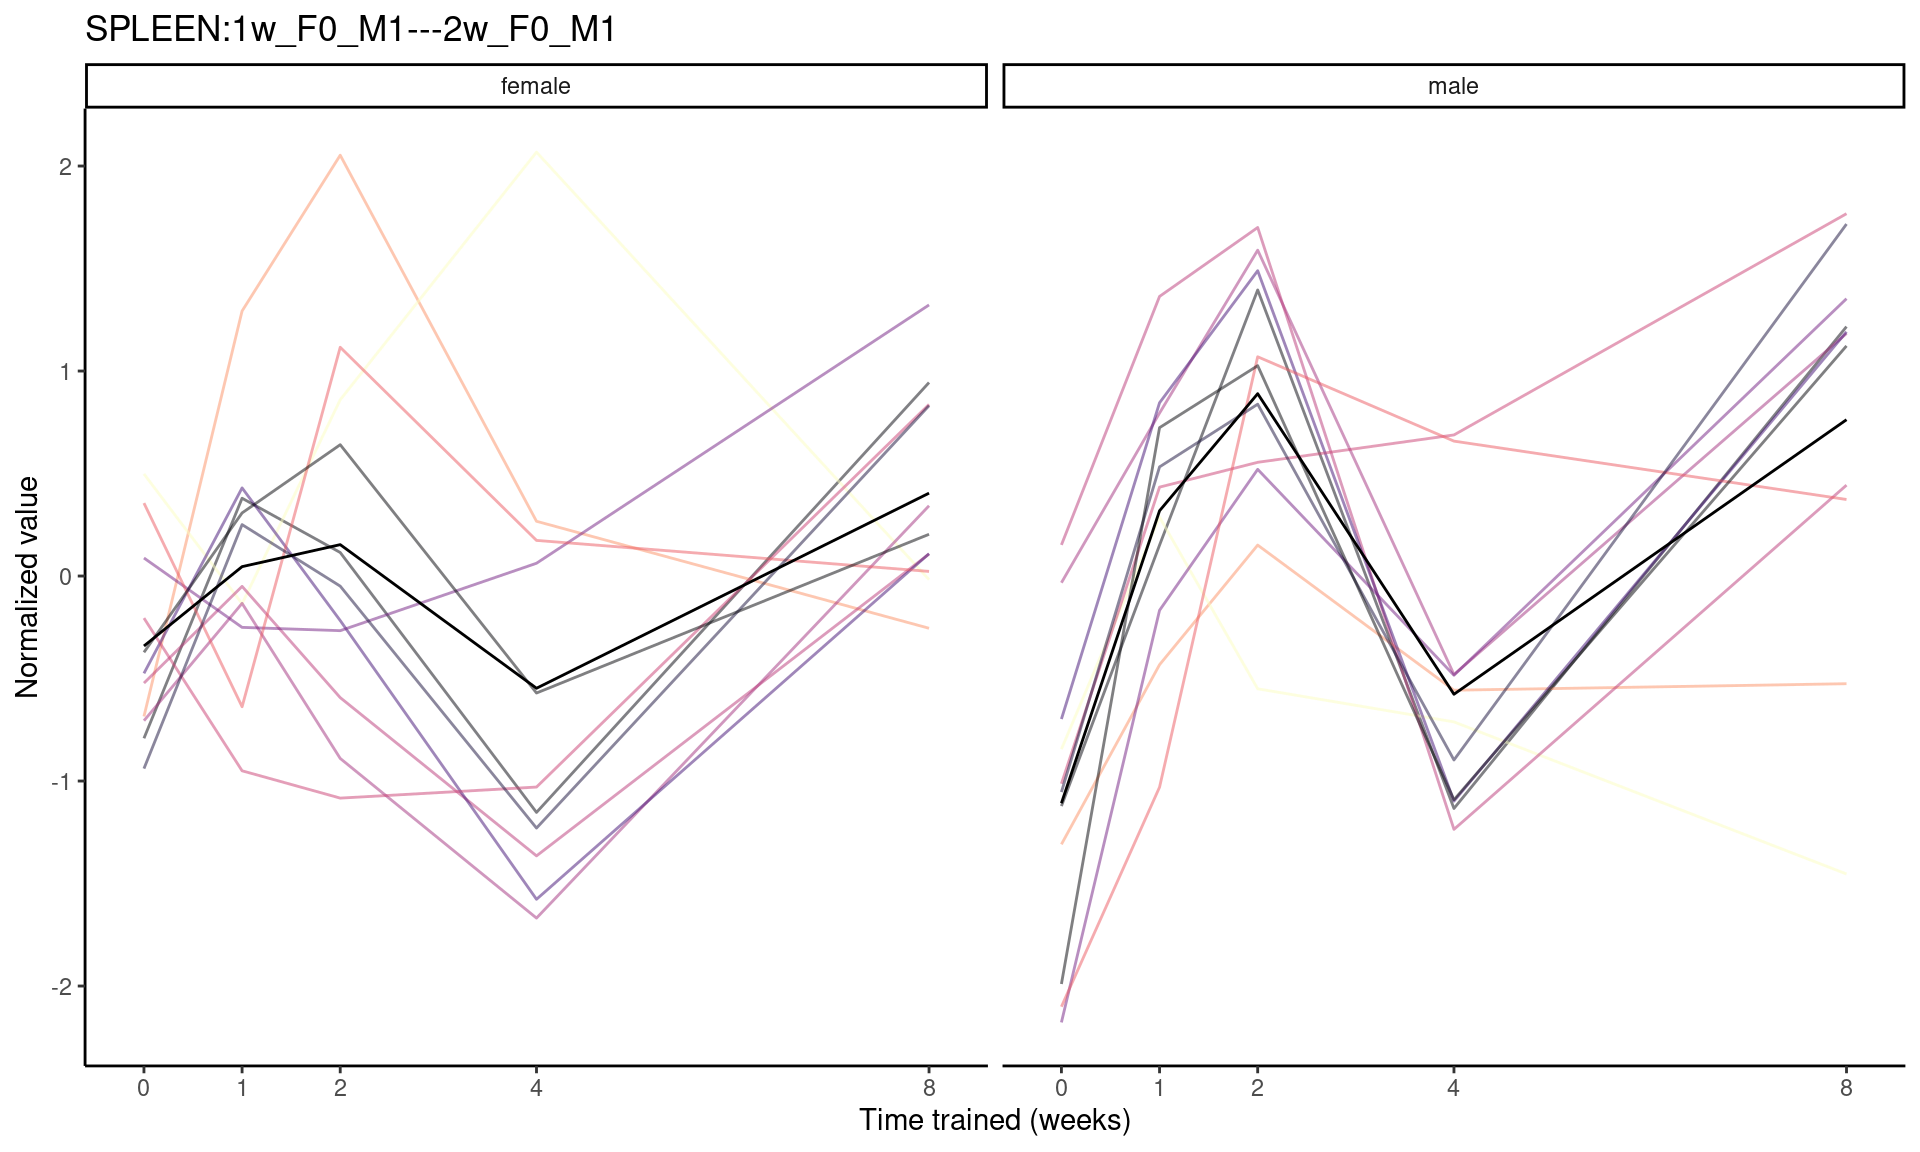 SPLEEN:1w_F0_M1---2w_F0_M1
female
male
Normalized value
2
1
0
-1
-2
0 1 2 4 8
0 1 2 4 8
Time trained (weeks)